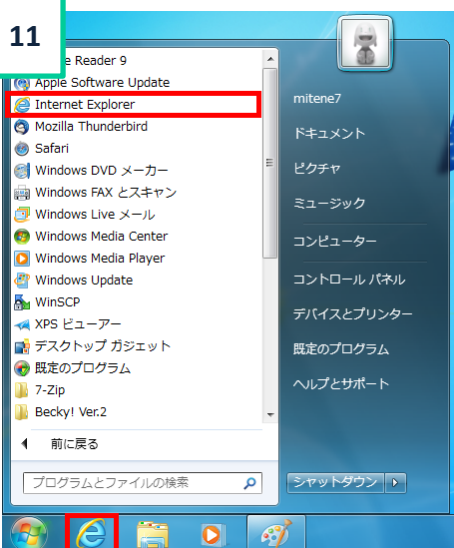 11
e Reader 9
Apple Software Update
Internet Explorer
Mozilla Thunderbird
Safari
Windows DVD メーカー
Windows FAX とスキャン
Windows Live メール
Windows Media Center
Windows Media Player
Windows Update
WinSCP
XPS ビューアー
デスクトップ ガジェット
既定のプログラム
7-Zip
Becky! Ver.2
前に戻る
プログラムとファイルの検索
mitene7
ドキュメント
ピクチャ
ミュージック
コンピューター
コントロール パネル
デバイスとプリンター
既定のプログラム
ヘルプとサポート
シャットダウン